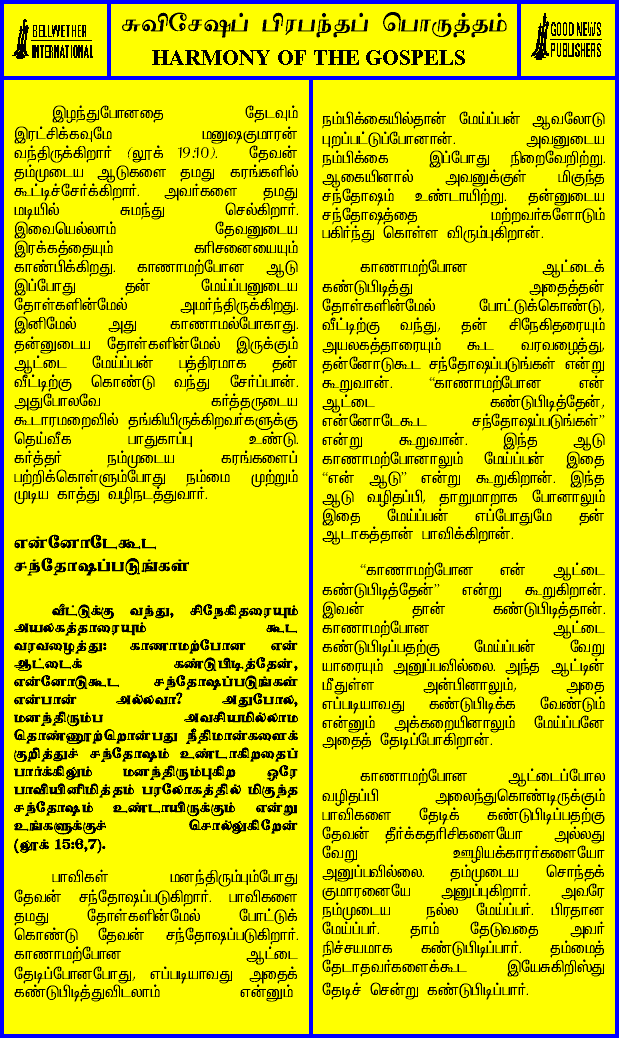 BELLWETHER
INTERNATIONAL
சுவிசேஷப் பிரபந்தப் பொருத்தம்
HARMONY OF THE GOSPELS
GOOD NEWS
PUBLISHERS
இழந்துபோனதை தேடவும்
இரட்சிக்கவுமே மனுஷகுமாரன்
வந்திருக்கிறார் (லூக் 19:10). தேவன்
தம்முடைய ஆடுகளை தமது கரங்களில்
கூட்டிச்சேர்க்கிறார். அவர்களை தமது
மடியில் சுமந்து செல்கிறார்.
இவையெல்லாம் தேவனுடைய
இரக்கத்தையும் கரிசனையையும்
காண்பிக்கிறது. காணாமற்போன ஆடு
இப்போது தன் மேய்ப்பனுடைய
தோள்களின்மேல் அமர்ந்திருக்கிறது.
இனிமேல் அது காணாமல்போகாது.
தன்னுடைய தோள்களின்மேல் இருக்கும்
ஆட்டை மேய்ப்பன் பத்திரமாக தன்
வீட்டிற்கு கொண்டு வந்து சேர்ப்பான்.
அதுபோலவே கர்த்தருடைய
கூடாரமறைவில் தங்கியிருக்கிறவர்களுக்கு
தெய்வீக பாதுகாப்பு உண்டு.
கர்த்தர் நம்முடைய கரங்களைப்
பற்றிக்கொள்ளும்போது நம்மை முற்றும்
முடிய காத்து வழிநடத்துவார்.
என்னோடேகூட
சந்தோஷப்படுங்கள்
வீட்டுக்கு வந்து, சிநேகிதரையும்
அயலகத்தாரையும் கூட
வரவழைத்து: காணாமற்போன என்
ஆட்டைக் கண்டுபிடித்தேன்,
என்னோடுகூட சந்தோஷப்படுங்கள்
என்பான் அல்லவா? அதுபோல,
மனந்திரும்ப அவசியமில்லாத
தொண்ணூற்றொன்பது நீதிமான்களைக்
குறித்துச் சந்தோஷம் உண்டாகிறதைப்
பார்க்கிலும் மனந்திரும்புகிற ஒரே
பாவியினிமித்தம் பரலோகத்தில் மிகுந்த
சந்தோஷம் உண்டாயிருக்கும் என்று
உங்களுக்குச் சொல்லுகிறேன்
(லூக் 15:6,7).
பாவிகள் மனந்திரும்பும்போது
தேவன் சந்தோஷப்படுகிறார். பாவிகளை
தமது தோள்களின்மேல் போட்டுக்
கொண்டு தேவன் சந்தோஷப்படுகிறார்.
காணாமற்போன ஆட்டை
தேடிப்போனபோது, எப்படியாவது அதைக்
கண்டுபிடித்துவிடலாம் என்னும்
நம்பிக்கையில்தான் மேய்ப்பன் ஆவலோடு
புறப்பட்டுப்போனான். அவனுடைய
நம்பிக்கை இப்போது நிறைவேறிற்று.
ஆகையினால் அவனுக்குள் மிகுந்த
சந்தோஷம் உண்டாயிற்று. தன்னுடைய
சந்தோஷத்தை மற்றவர்களோடும்
பகிர்ந்து கொள்ள விரும்புகிறான்.
காணாமற்போன ஆட்டைக்
கண்டுபிடித்து அதைத்தன்
தோள்களின்மேல் போட்டுக்கொண்டு,
வீட்டிற்கு வந்து, தன் சிநேகிதரையும்
அயலகத்தாரையும் கூட வரவழைத்து,
தன்னோடுகூட சந்தோஷப்படுங்கள் என்று
கூறுவான். “காணாமற்போன என்
ஆட்டை கண்டுபிடித்தேன்,
என்னோடேகூட சந்தோஷப்படுங்கள்”
என்று கூறுவான். இந்த ஆடு
காணாமற்போனாலும் மேய்ப்பன் இதை
“என் ஆடு” என்று கூறுகிறான். இந்த
ஆடு வழிதப்பி, தாறுமாறாக போனாலும்
இதை மேய்ப்பன் எப்போதுமே தன்
ஆடாகத்தான் பாவிக்கிறான்.
“காணாமற்போன என் ஆட்டை
கண்டுபிடித்தேன்” என்று கூறுகிறான்.
இவன் தான் கண்டுபிடித்தான்.
காணாமற்போன ஆட்டை
கண்டுபிடிப்பதற்கு மேய்ப்பன் வேறு
யாரையும் அனுப்பவில்லை. அந்த ஆட்டின்
மீதுள்ள அன்பினாலும், அதை
எப்படியாவது கண்டுபிடிக்க வேண்டும்
என்னும் அக்கறையினாலும் மேய்ப்பனே
அதைத் தேடிப்போகிறான்.
காணாமற்போன ஆட்டைப்போல
வழிதப்பி அலைந்துகொண்டிருக்கும்
பாவிகளை தேடிக் கண்டுபிடிப்பதற்கு
தேவன் தீர்க்கதரிசிகளையோ அல்லது
வேறு ஊழியக்காரர்களையோ
அனுப்பவில்லை. தம்முடைய சொந்தக்
குமாரனையே அனுப்புகிறார். அவரே
நம்முடைய நல்ல மேய்ப்பர். பிரதான
மேய்ப்பர். தாம் தேடுவதை அவர்
நிச்சயமாக கண்டுபிடிப்பார். தம்மைத்
தேடாதவர்களைக்கூட இயேசுகிறிஸ்து
தேடிச் சென்று கண்டுபிடிப்பார்.